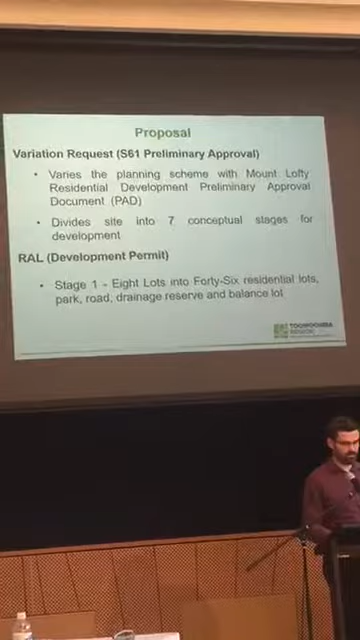 Proposal
Variation Request (S61 Preliminary Approval)
• Varies the planning scheme with Mount Lofty
Residential Development Preliminary Approval
Document (PAD)
• Divides site into 7 conceptual stages for
development
RAL (Development Permit)
• Stage 1 - Eight Lots into Forty-Six residential lots,
park, road, drainage reserve and balance lot
TOOWOOMBA
REGION